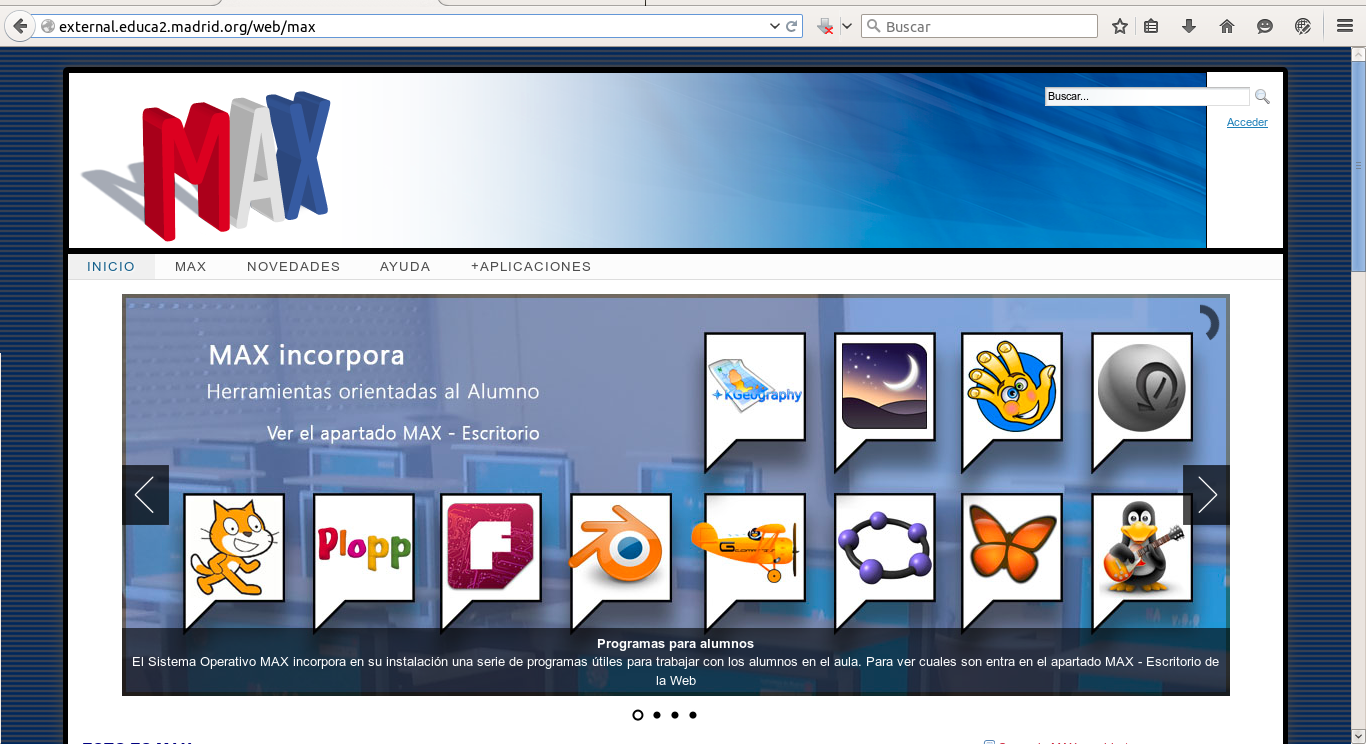 external.educa2.madrid.org/web/max
Buscar
MAX
Buscar...
Acceder
INICIO
MAX
NOVEDADES
AYUDA
+APLICACIONES
MAX incorpora
Herramientas orientadas al Alumno
Ver el apartado MAX - Escritorio
KGeography
Plopp
F
Programas para alumnos
El Sistema Operativo MAX incorpora en su instalación una serie de programas útiles para trabajar con los alumnos en el aula. Para ver cuales son entra en el apartado MAX - Escritorio de
la Web